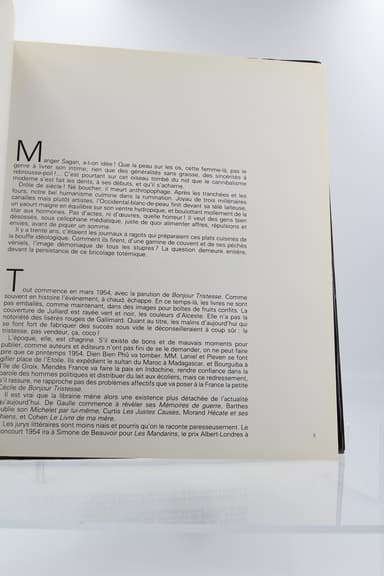 Manger Sagan, a-t-on idée ! Que la peau sur les os, cette femme-là, pas le
genre à livrer son intime; rien que des généralités sans graisse, des sincérités à
rebrousse-poil !... C'est pourtant sur cet oiseau tombé du nid que le cannibalisme
moderne s'est fait les dents, à ses débuts, et qu'il s'acharne.
Drôle de siècle ! Né boucher, il meurt anthropophage. Après les tranchées et les
fours, notre bel humanisme culmine dans la rumination. Joyau de trois millénaires
canailles mais plutôt artistes, l'Occidental-blanc-de-peau finit devant sa télé laiteuse,
un yaourt maigre en équilibre sur son ventre hydropique, et boulottant mollement de la
star aux hormones. Pas d'actes, ni d'œuvres, quelle horreur ! Il veut des gens bien
désossés, sous cellophane médiatique, juste de quoi alimenter affres, répulsions et
envies, avant de piquer un somme.
Il y a trente ans, c'étaient les journaux à ragots qui préparaient ces plats cuisinés de
la bouffe idéologique. Comment ils firent, d'une gamine de couvent et de ses péchés
véniels, l'image démoniaque de tous les stupres ? La question demeure entière,
devant la persistance de ce bricolage totémique.
Tout commence en mars 1954, avec la parution de Bonjour Tristesse. Comme
souvent en histoire l'événement, à chaud, échappe. En ce temps-là, les livres ne sont
pas emballés, comme maintenant, dans des images pour boîtes de fruits confits. La
couverture de Julliard est rayée vert et noir, les couleurs d'Alceste. Elle n'a pas la
notoriété des liserés rouges de Gallimard. Quant au titre, les malins d'aujourd'hui qui
se font fort de fabriquer des succès sous vide le déconseilleraient à coup sûr : la
tristesse, pas vendeur, ça, coco !
L'époque, elle, est chagrine. S'il existe de bons et de mauvais moments pour
publier, comme auteurs et éditeurs n'ont pas fini de se le demander, on ne peut faire
pire que ce printemps 1954. Dien Bien Phû va tomber. MM. Laniel et Pleven se font
gifler place de l'Etoile. Ils expédient le sultan du Maroc à Madagascar, et Bourguiba à
l'île de Groix. Mendès France va faire la paix en Indochine, rendre confiance dans la
parole des hommes politiques et distribuer du lait aux écoliers, mais ce redressement,
s'il rassure, ne rapproche pas des problèmes affectifs que va poser à la France la petite
Cécile de Bonjour Tristesse.
Il est vrai que la librairie mène alors une existence plus détachée de l'actualité
qu'aujourd'hui. De Gaulle commence à révéler ses Mémoires de guerre, Barthes
publie son Michelet par lui-même, Curtis Les Justes Causes, Morand Hécate et ses
chiens, et Cohen Le Livre de ma mère.
Les jurys littéraires sont moins niais et pourris qu'on le raconte paresseusement. Le
Goncourt 1954 ira à Simone de Beauvoir pour Les Mandarins, le prix Albert-Londres à
5